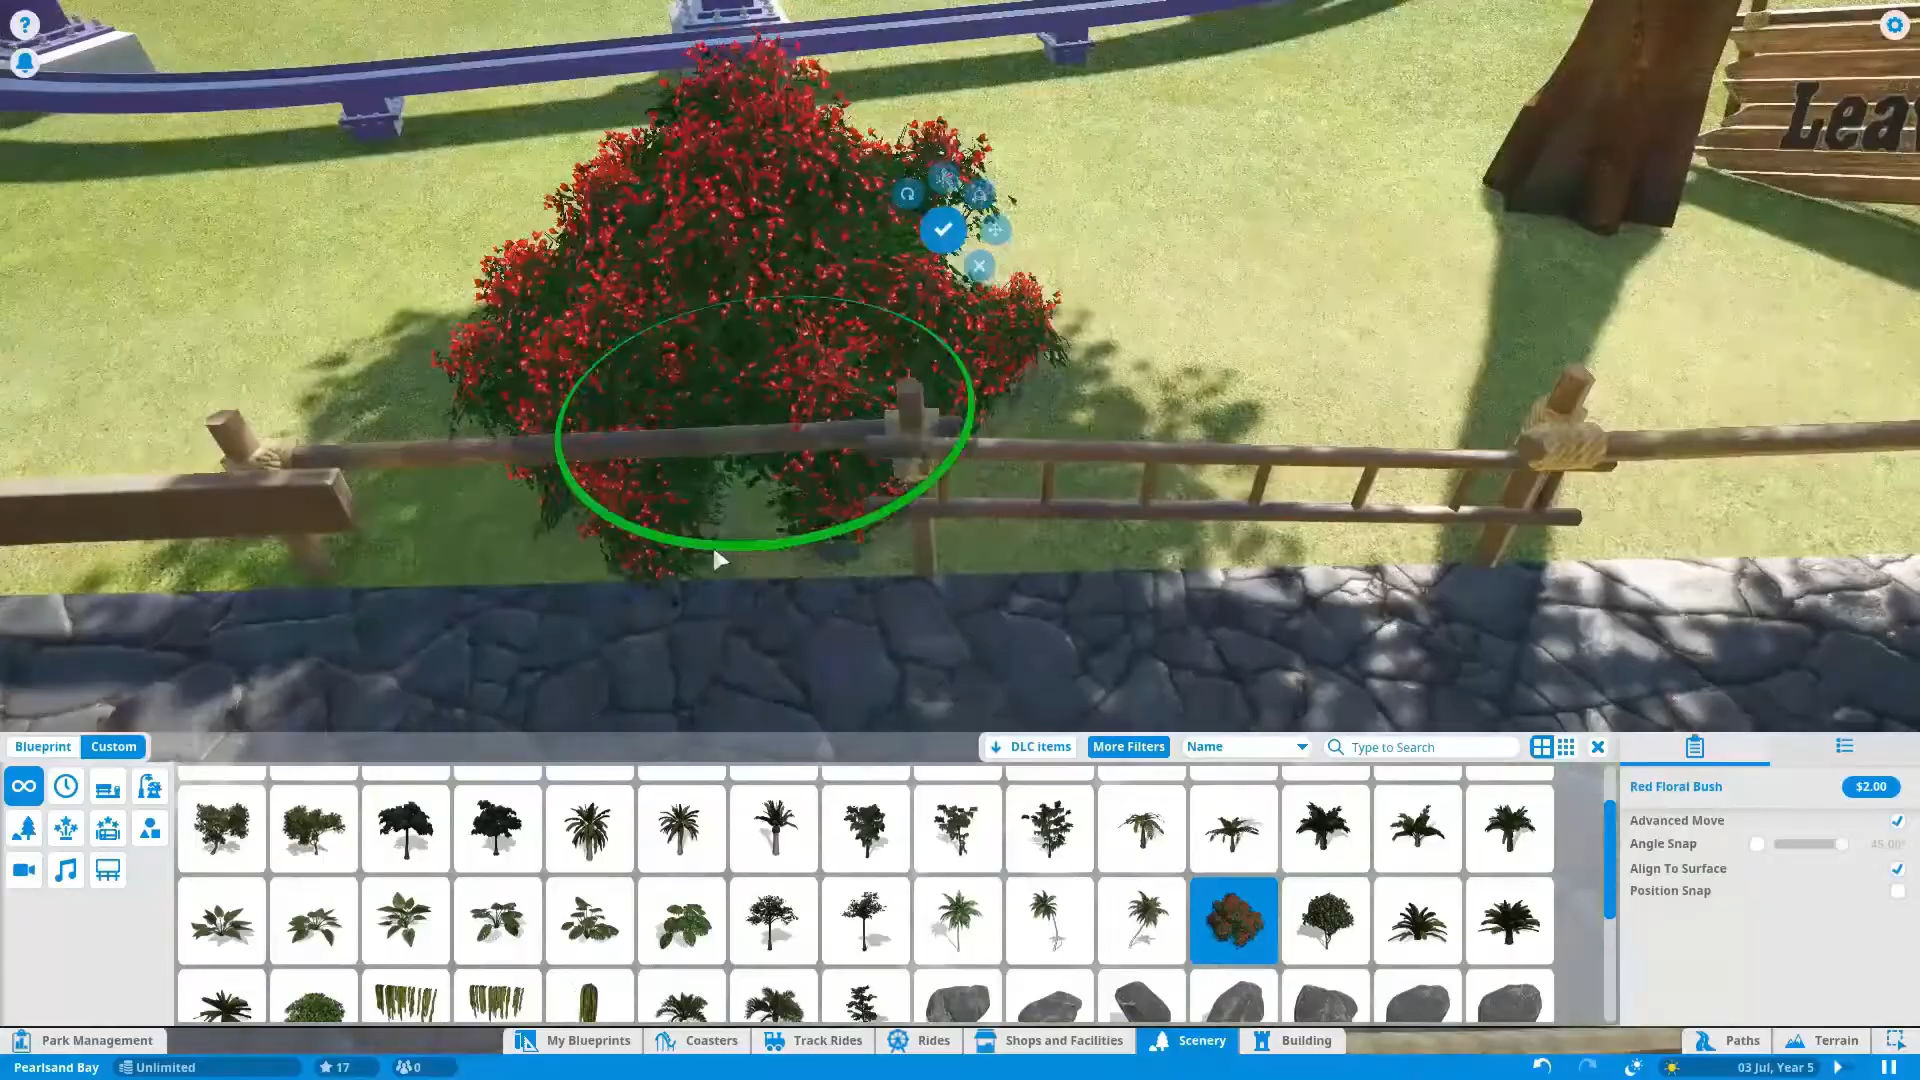 ?
Lea
Blueprint
Custom
DLC items
More Filters
Name
Type to Search
Red Floral Bush
$2.00
Advanced Move
Angle Snap
45.00°
Align To Surface
Position Snap
Park Management
My Blueprints
Coasters
Track Rides
Rides
Shops and Facilities
Scenery
Building
Paths
Terrain
Pearlsand Bay
Unlimited
17
0
03 Jul, Year 5